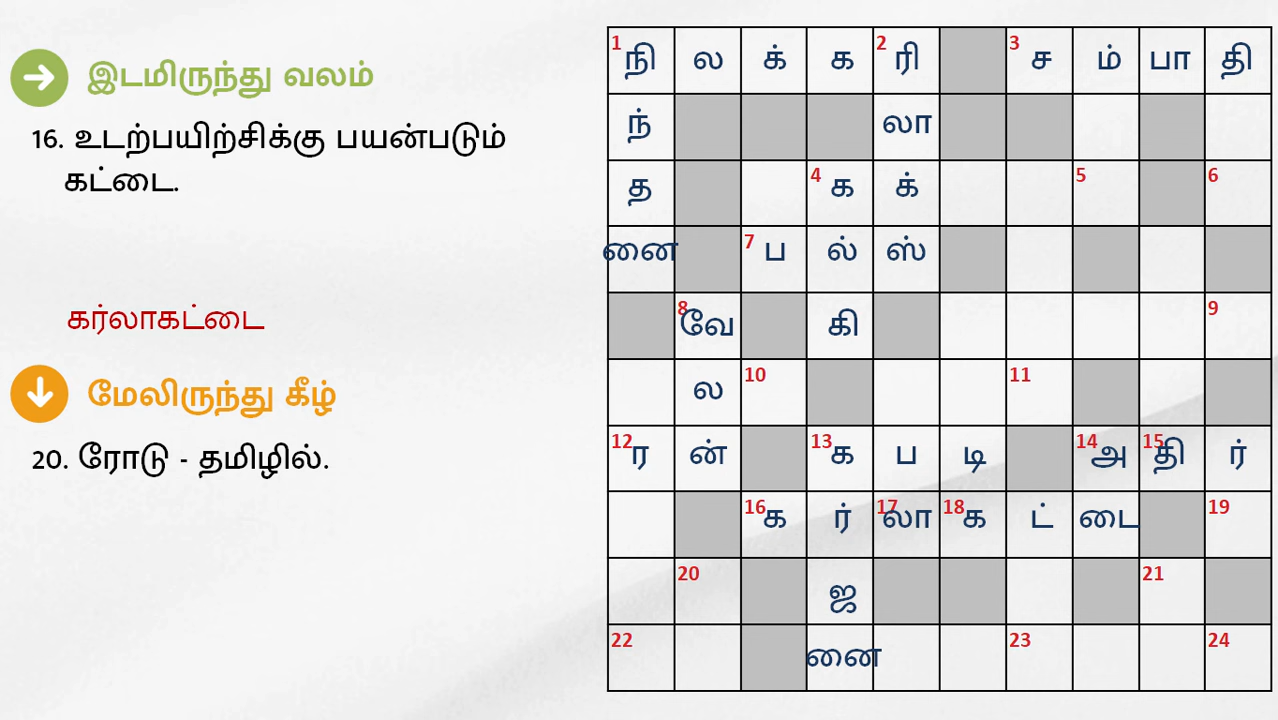 இடமிருந்து வலம்
16. உடற்பயிற்சிக்கு பயன்படும்
கட்டை.
கர்லாகட்டை
மேலிருந்து கீழ்
20. ரோடு - தமிழில்.
1 நி ல க் க 2 ரி 3 ச ம் பா தி
ந் லா
த 4 க க் 5 6
னை 7 ப ல் ஸ்
8 வே கி 9
ல 10 11
12 ர ன் 13 க ப டி 14 அ 15 தி ர்
16 க ர் 17 லா 18 க ட் டை 19
20 ஜ 21
22 னை 23 24